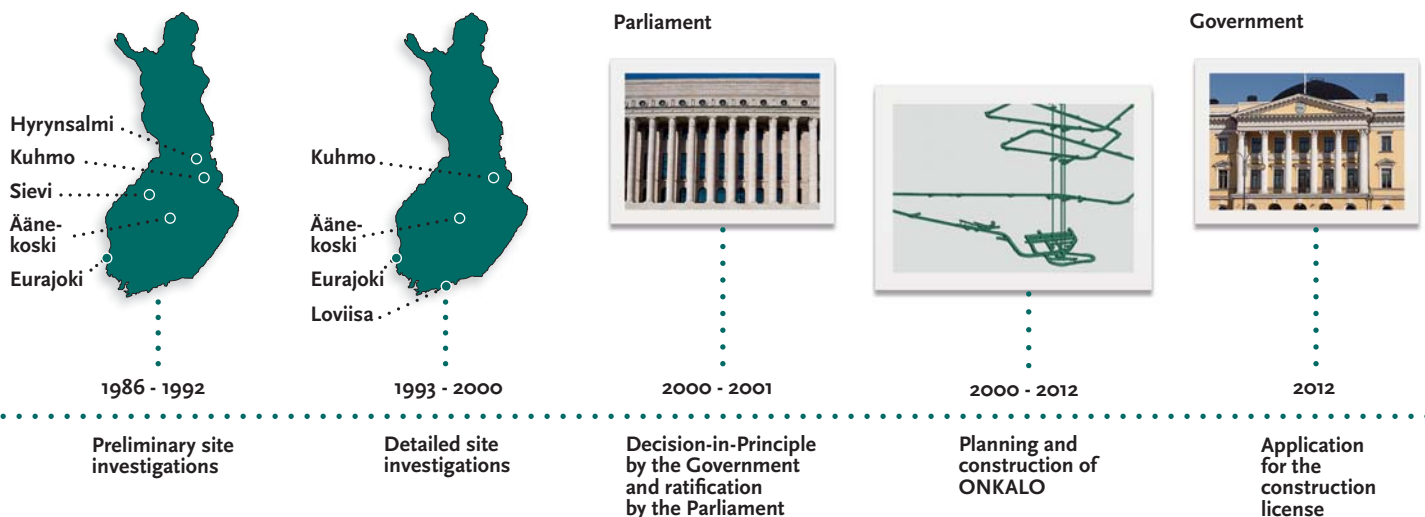 Parliament
Government
Hyrynsalmi
Kuhmo
Sievi
Ääne-
koski
Eurajoki
Kuhmo
Ääne-
koski
Eurajoki
Loviisa
1986 - 1992
1993 - 2000
2000 - 2001
2000 - 2012
2012
Preliminary site
investigations
Detailed site
investigations
Decision-in-Principle
by the Government
and ratification
by the Parliament
Planning and
construction of
ONKALO
Application
for the
construction
license